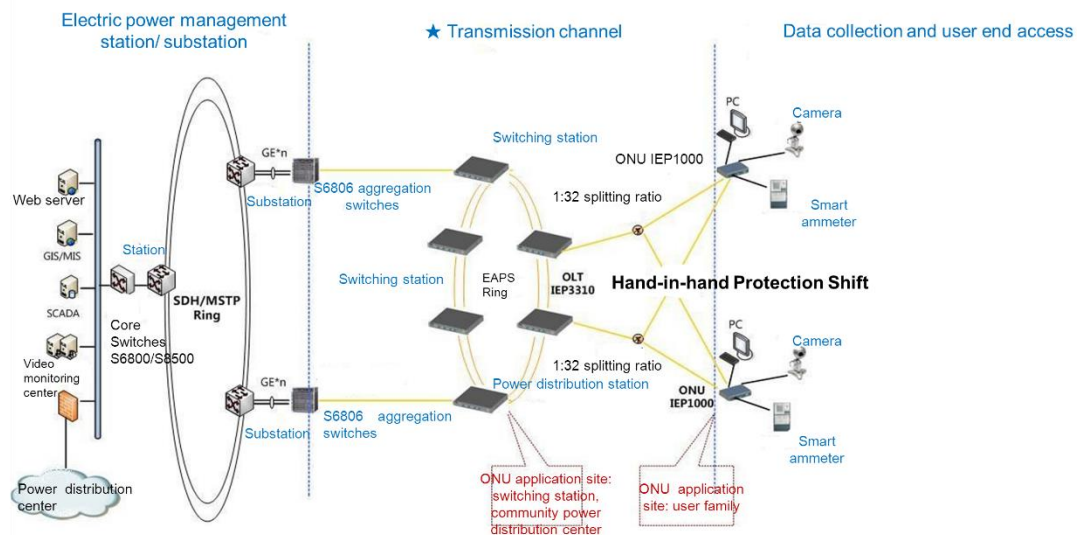 Electric power management
station/ substation
★ Transmission channel
Data collection and user end access
PC
Camera
Switching station
ONU IEP1000
GE*n
S6806 aggregation
switches
Substation
1:32 splitting ratio
Smart
ammeter
Web server
GIS/MIS
Station
Switching station
EAPS
Ring
OLT
IEP3310
Hand-in-hand Protection Shift
SDH/MSTP
Ring
SCADA
Core
Switches
S6800/S8500
Video
monitoring
center
PC
Camera
1:32 splitting ratio
GE*n
Power distribution station
ONU
IEP1000
Substation
S6806 aggregation
switches
Smart
ammeter
Power distribution
center
ONU application site:
switching station,
community power
distribution center
ONU application
site: user family